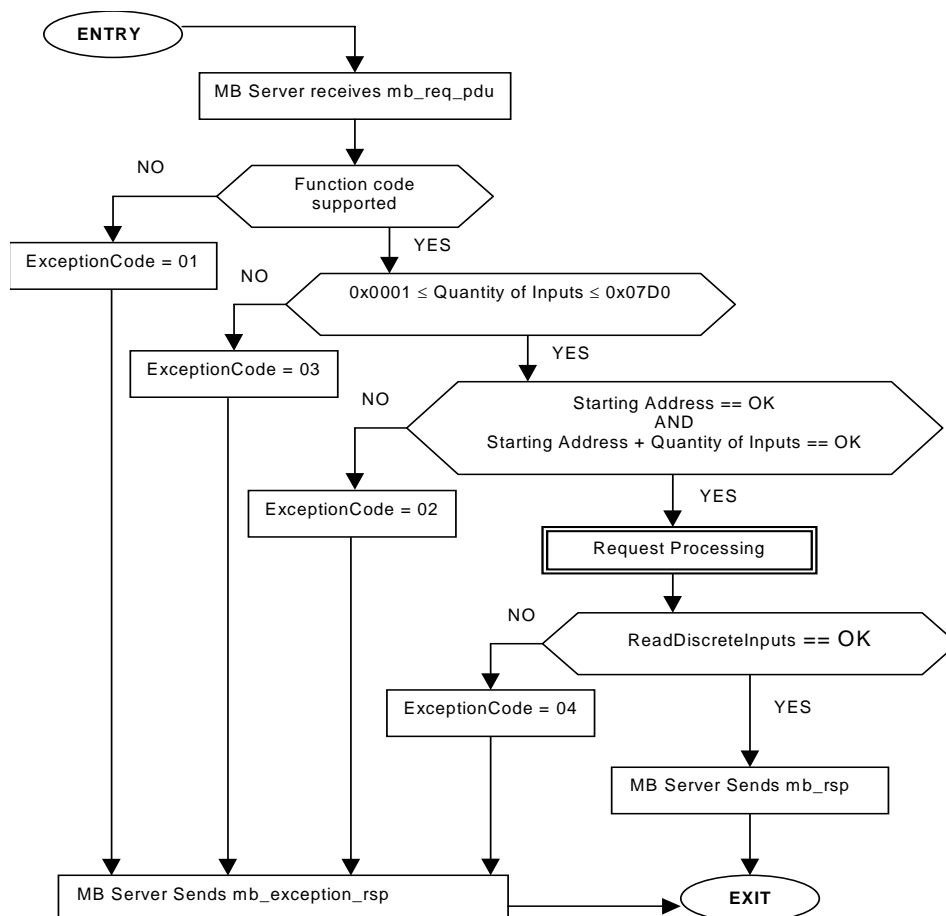 ENTRY
MB Server receives mb_req_pdu
NO
Function code
supported
YES
ExceptionCode = 01
NO
0x0001 ≤ Quantity of Inputs ≤ 0x07D0
YES
ExceptionCode = 03
NO
Starting Address == OK
AND
Starting Address + Quantity of Inputs == OK
YES
ExceptionCode = 02
Request Processing
NO
ReadDiscreteInputs == OK
YES
ExceptionCode = 04
MB Server Sends mb_rsp
MB Server Sends mb_exception_rsp
EXIT